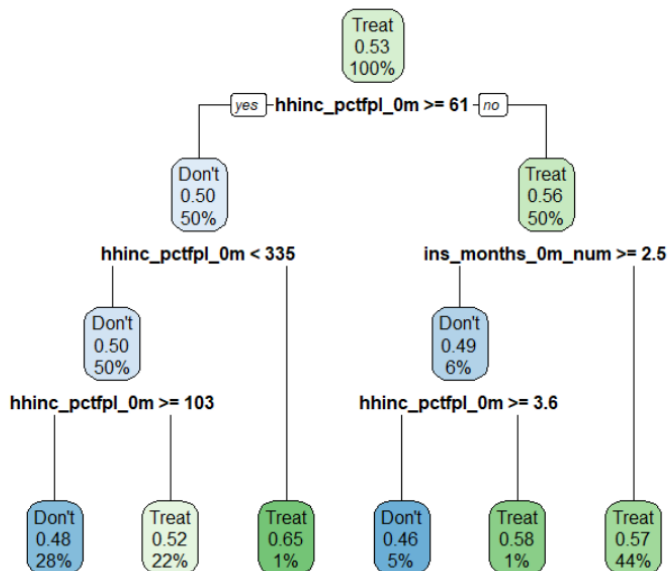 Treat
0.53
100%
yes hhinc_pctfpl_0m >= 61 no
Don't
0.50
50%
Treat
0.56
50%
hhinc_pctfpl_0m < 335
ins_months_0m_num >= 2.5
Don't
0.50
50%
Don't
0.49
6%
hhinc_pctfpl_0m >= 103
hhinc_pctfpl_0m >= 3.6
Don't
0.48
28%
Treat
0.52
22%
Treat
0.65
1%
Don't
0.46
5%
Treat
0.58
1%
Treat
0.57
44%